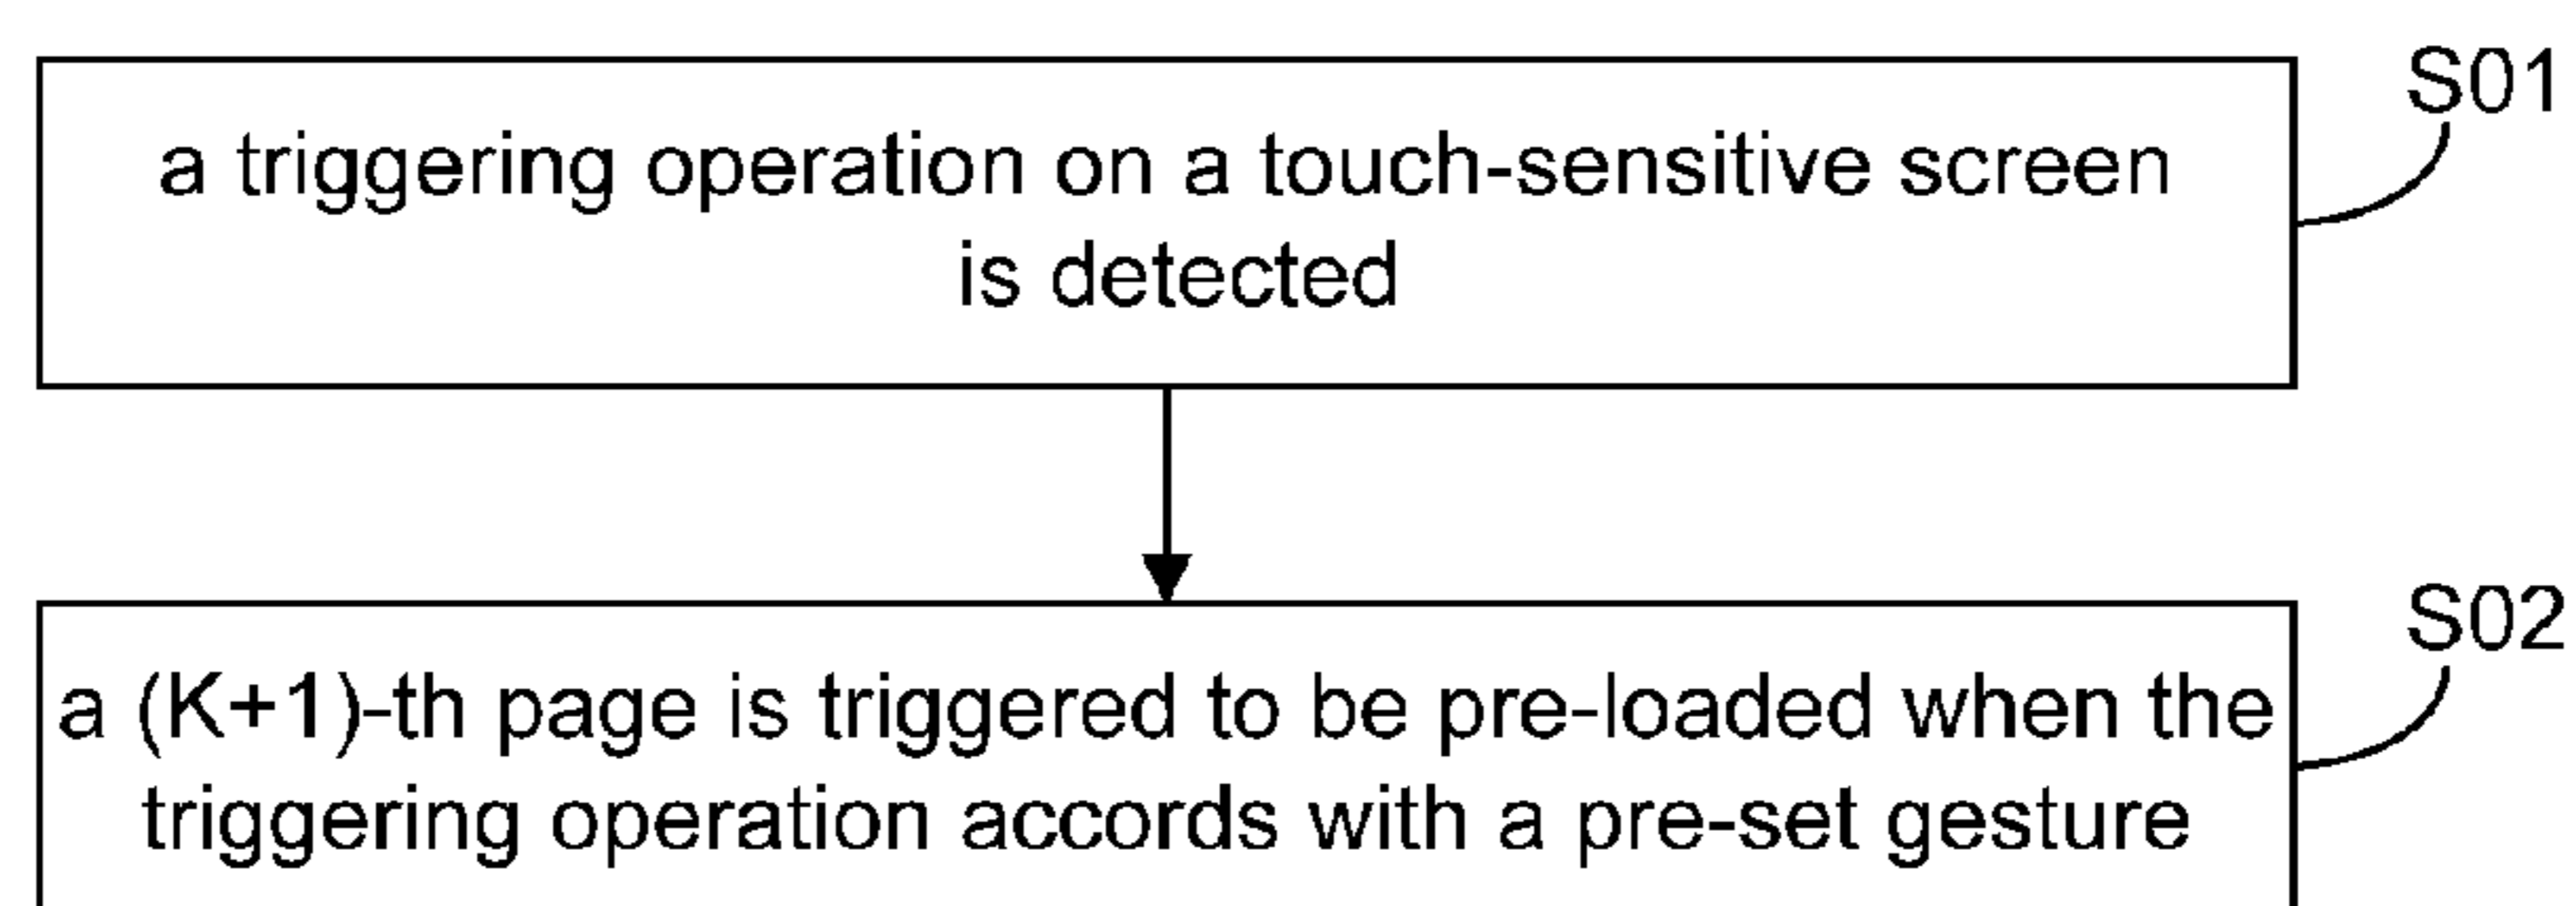 S01
a triggering operation on a touch-sensitive screen
is detected
S02
a (K+1)-th page is triggered to be pre-loaded when the
triggering operation accords with a pre-set gesture